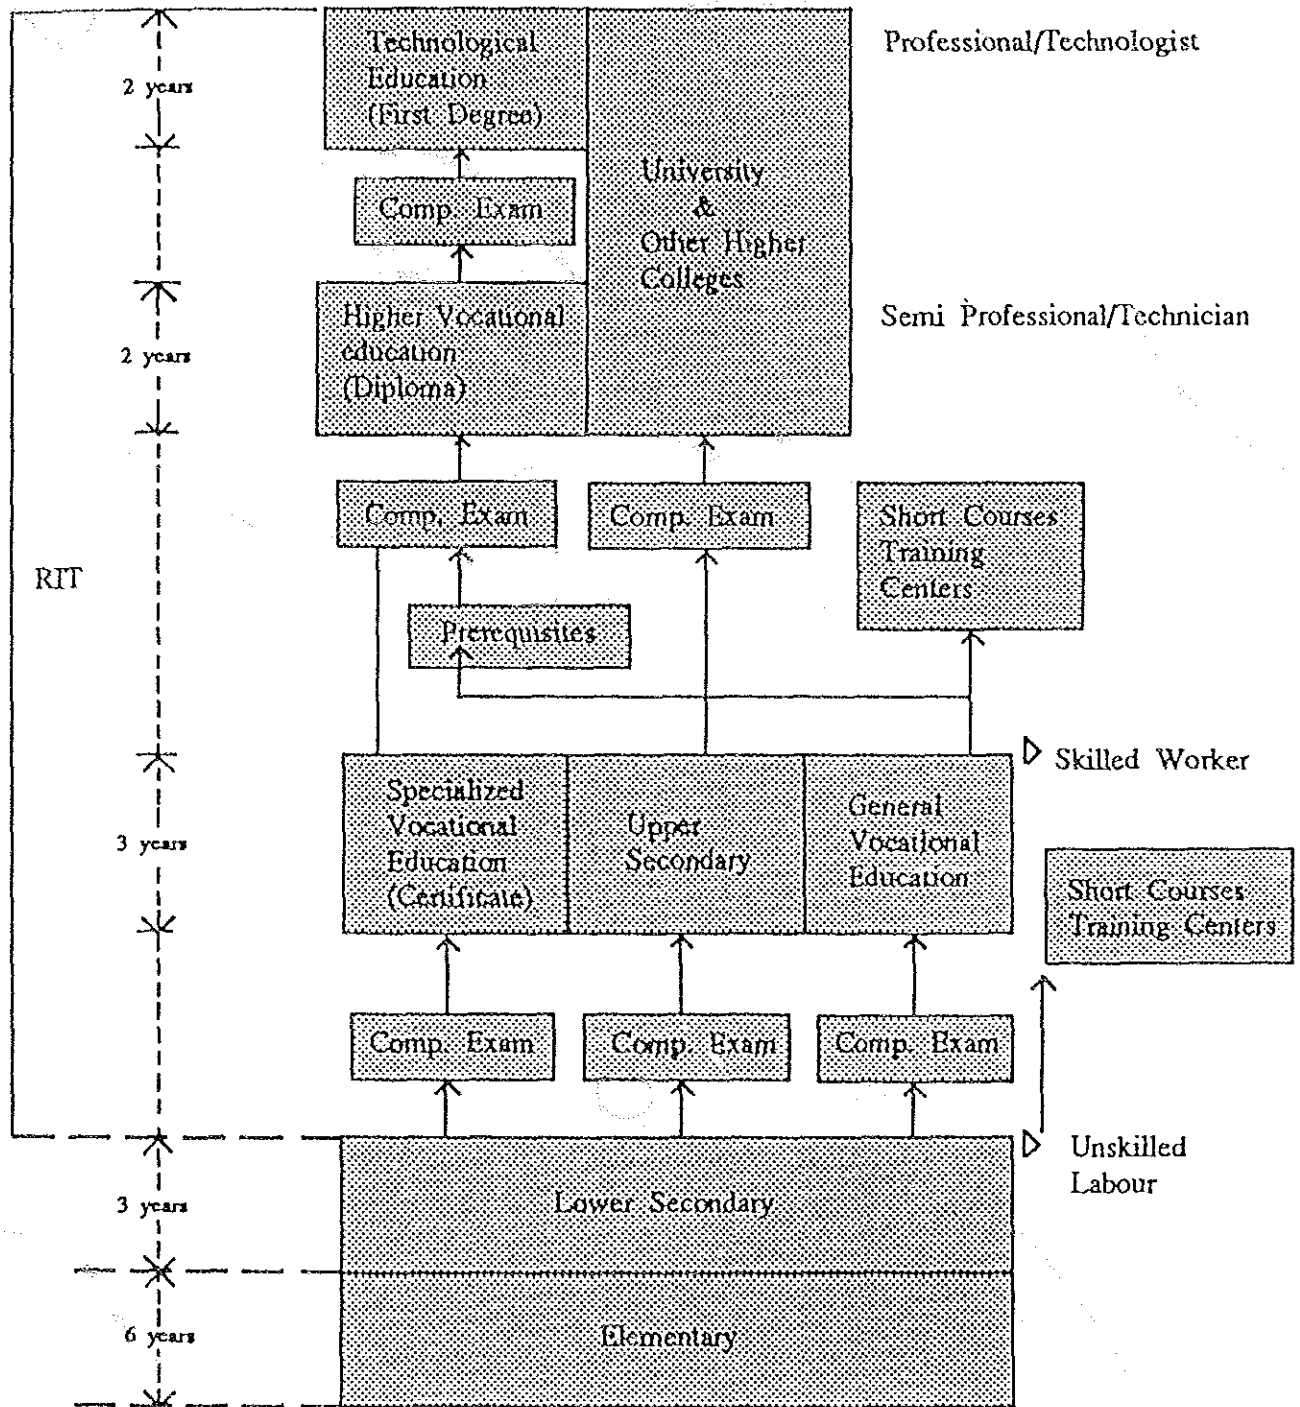 Technological
Education
(First Degree)
Professional/Technologist
2 years
Comp. Exam
University
&
Other Higher
Colleges
Higher Vocational
education
(Diploma)
Semi Professional/Technician
2 years
Comp. Exam
Comp. Exam
Short Courses
Training
Centers
RIT
Prerequisites
Skilled Worker
Specialized
Vocational
Education
(Certificate)
Upper
Secondary
General
Vocational
Education
3 years
Short Courses
Training Centers
Comp. Exam
Comp. Exam
Comp. Exam
Unskilled
Labour
3 years
Lower Secondary
6 years
Elementary